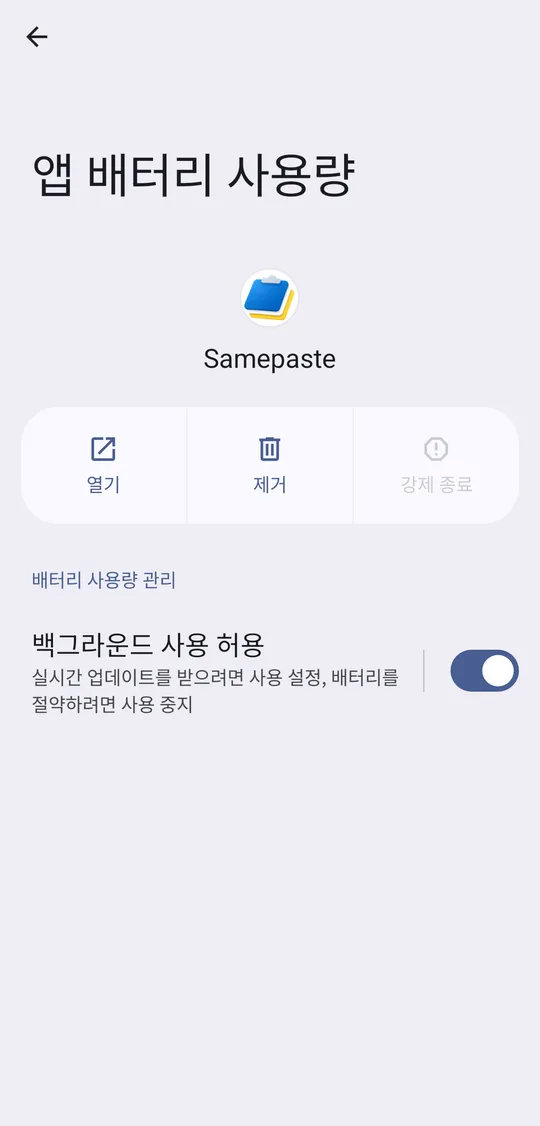 앱 배터리 사용량
Samepaste
열기
제거
강제 종료
배터리 사용량 관리
백그라운드 사용 허용
실시간 업데이트를 받으려면 사용 설정, 배터리를
절약하려면 사용 중지